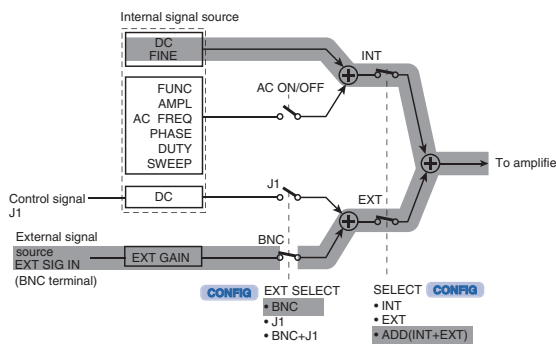 Internal signal source
DC
FINE
INT
FUNC
AMPL
AC FREQ
PHASE
DUTY
SWEEP
AC ON/OFF
To amplifie
Control signal
J1
DC
J1
EXT
External signal
source
EXT SIG IN
(BNC terminal)
EXT GAIN
BNC
CONFIG EXT SELECT
• BNC
• J1
• BNC+J1
SELECT CONFIG
• INT
• EXT
• ADD(INT+EXT)